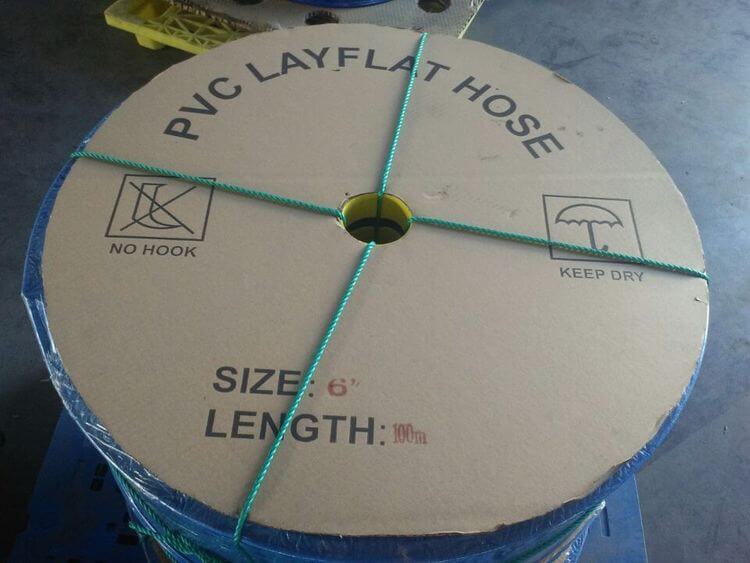 PVC LAYFLAT HOSE
NO HOOK
KEEP DRY
SIZE: 6"
LENGTH: 100m